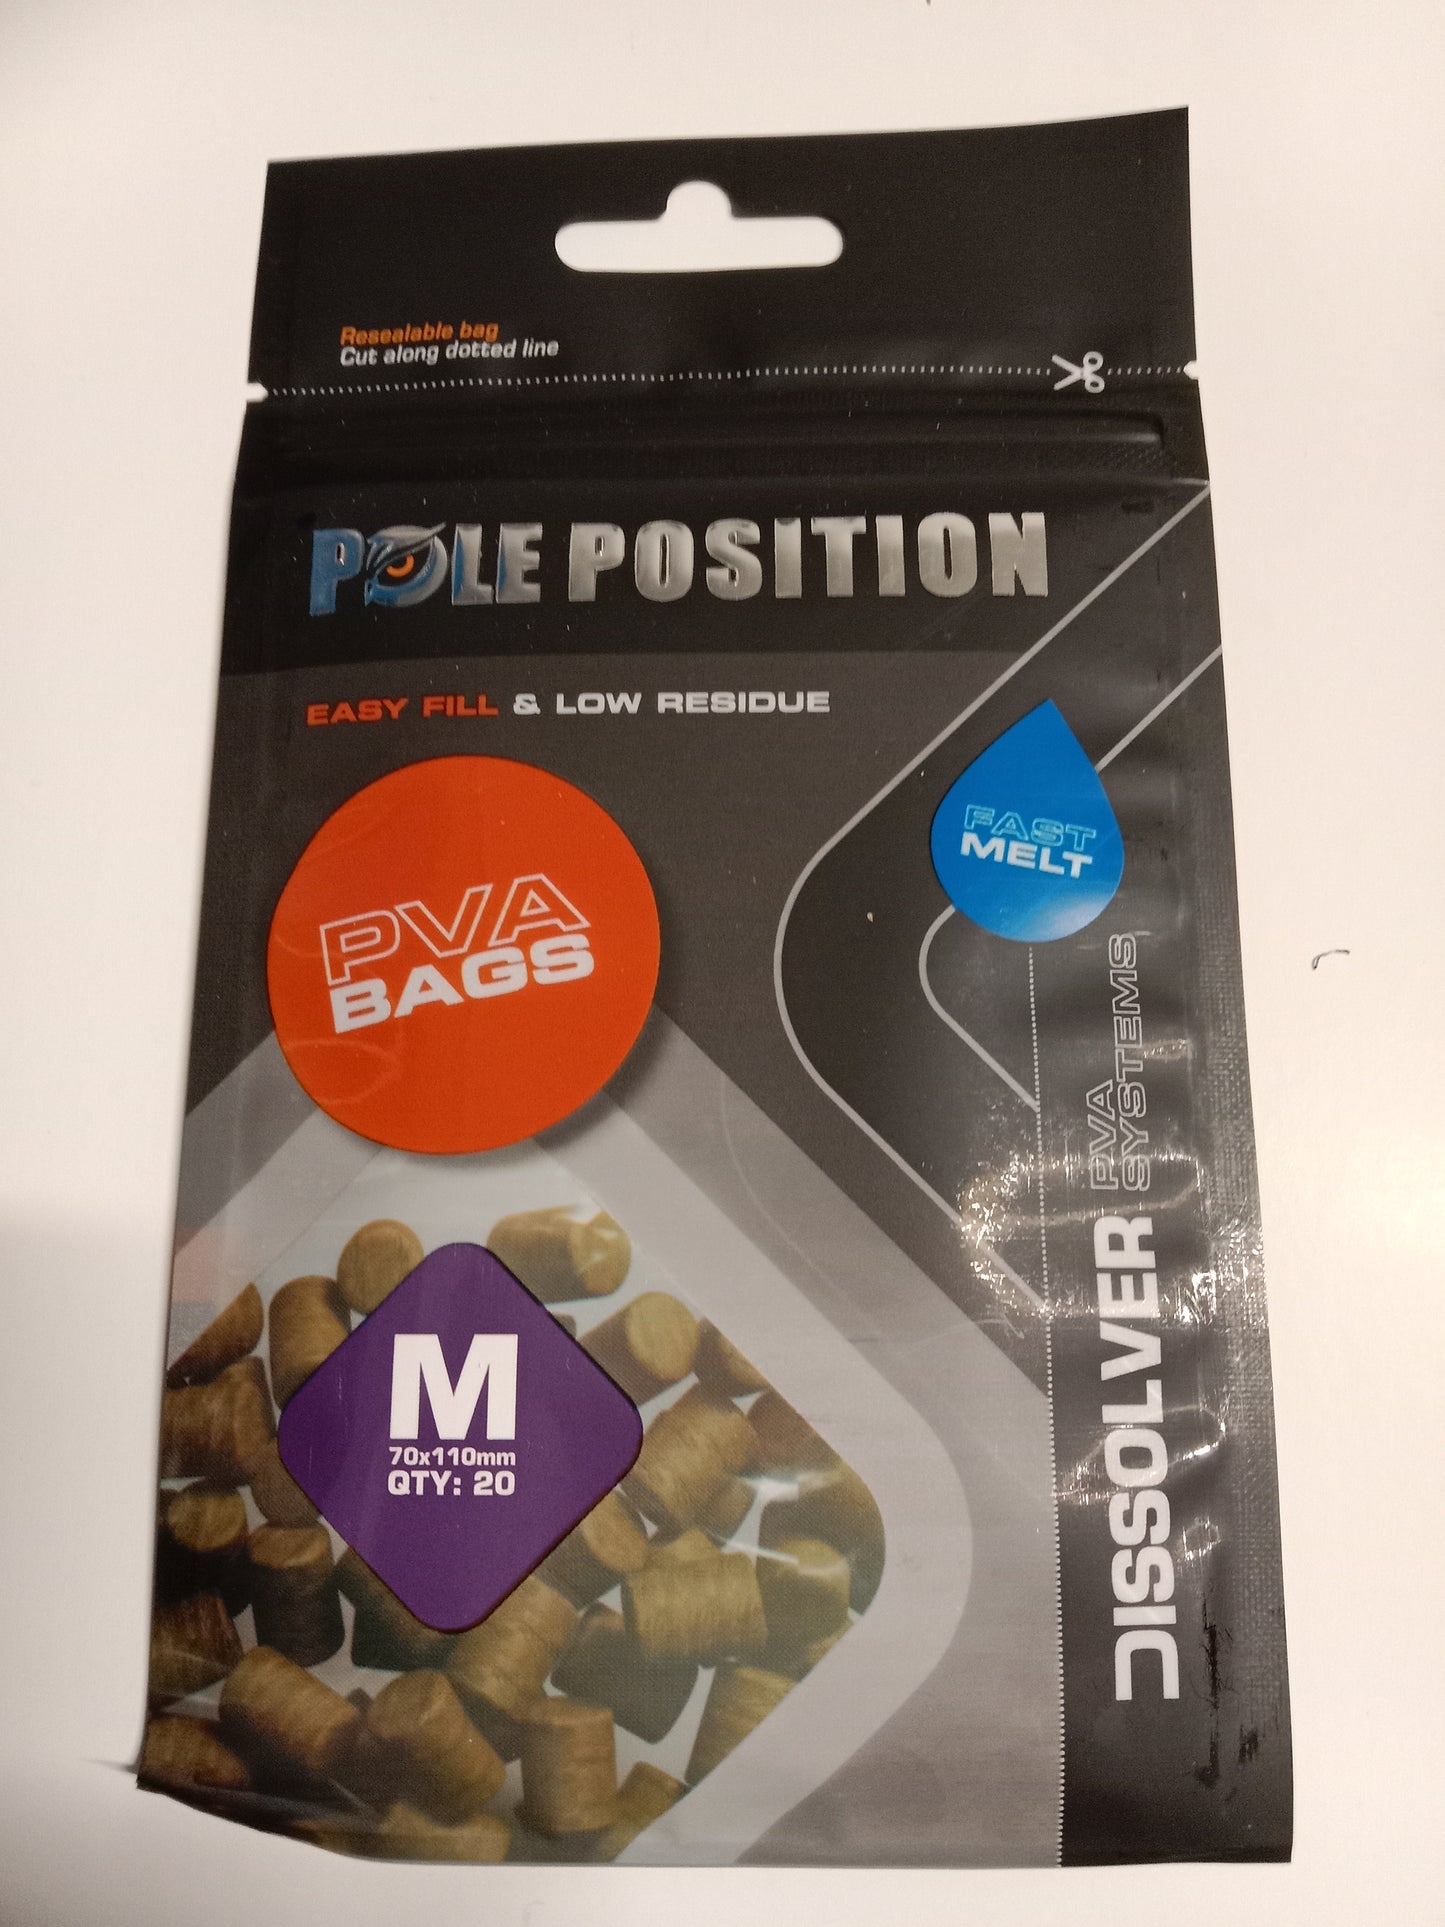 Resealable bag
Cut along dotted line
POLE POSITION
EASY FILL & LOW RESIDUE
FAST
MELT
PVA
BAGS
M
70x110mm
QTY: 20
DISSOLVER PVA
SYSTEMS